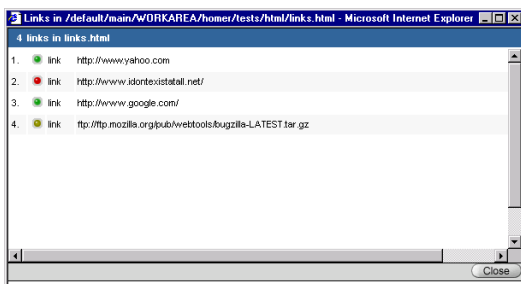 Links in /default/main/WORKAREA/homer/tests/html/links.html - Microsoft Internet Explorer
4 links in links.html
1. link http://www.yahoo.com
2. link http://www.idontexistatall.net/
3. link http://www.google.com/
4. link ftp://ftp.mozilla.org/pub/webtools/bugzilla-LATEST.tar.gz
Close